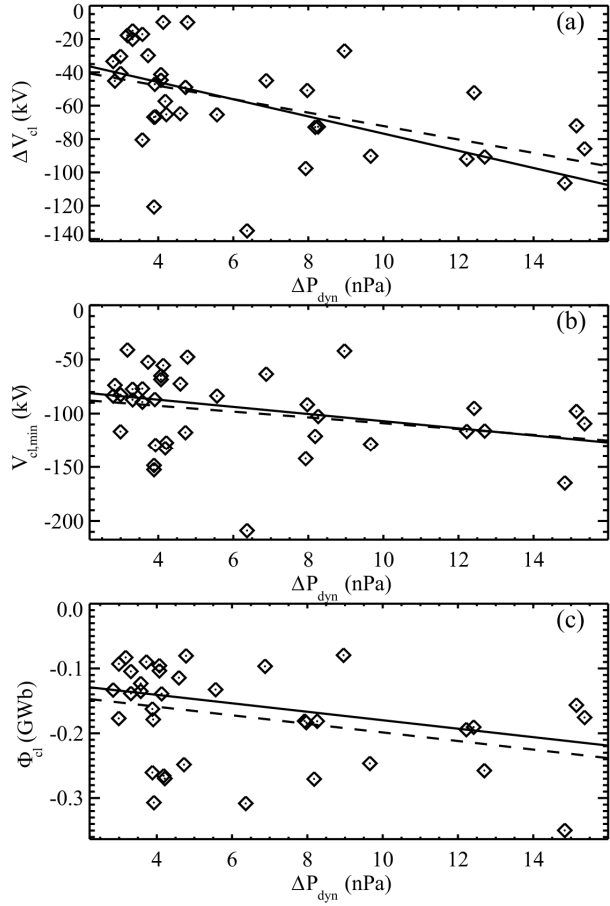 (a)
0
-20
-40
-60
-80
-100
-120
-140
ΔV_cl (kV)
4 6 8 10 12 14
ΔP_dyn (nPa)
(b)
0
-50
-100
-150
-200
V_cl,min (kV)
4 6 8 10 12 14
ΔP_dyn (nPa)
(c)
0.0
-0.1
-0.2
-0.3
Φ_cl (GWb)
4 6 8 10 12 14
ΔP_dyn (nPa)